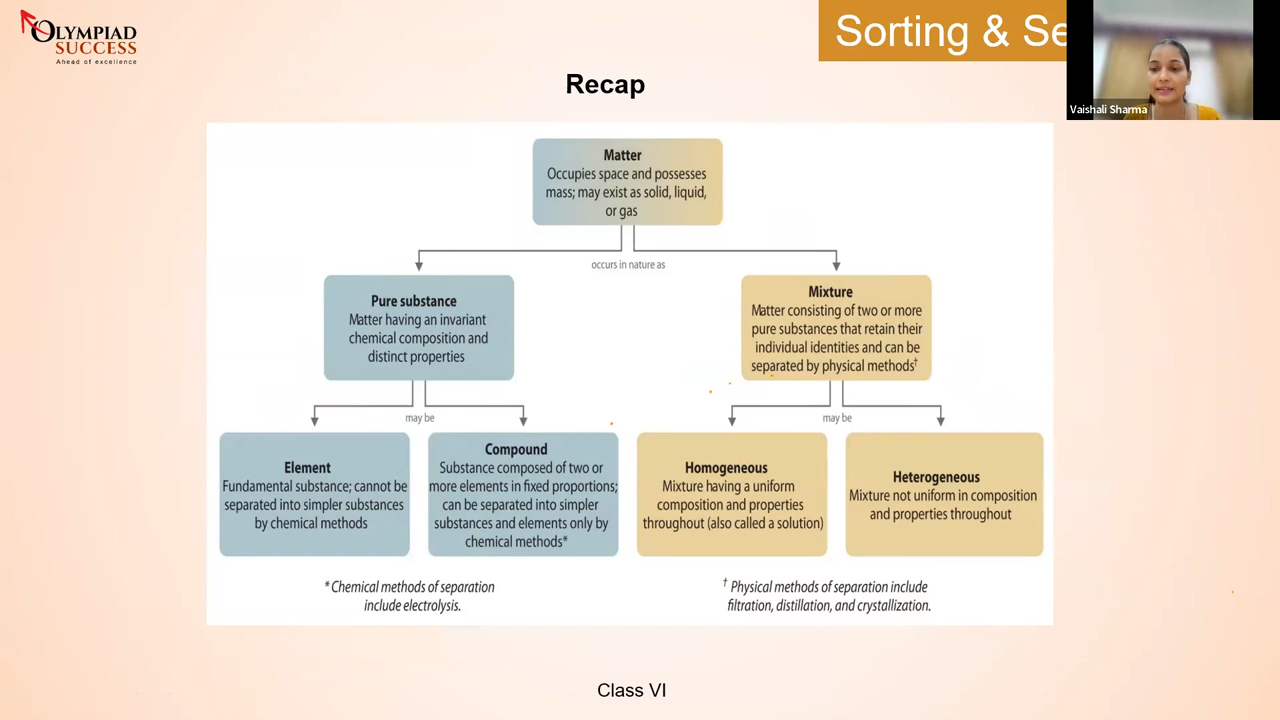 OLYMPIAD
SUCCESS
Ahead of excellence
Sorting & Se
Vaishali Sharma
Recap
Matter
Occupies space and possesses
mass; may exist as solid, liquid,
or gas
occurs in nature as
Pure substance
Matter having an invariant
chemical composition and
distinct properties
Mixture
Matter consisting of two or more
pure substances that retain their
individual identities and can be
separated by physical methods†
may be
may be
Element
Fundamental substance; cannot be
separated into simpler substances
by chemical methods
Compound
Substance composed of two or
more elements in fixed proportions;
can be separated into simpler
substances and elements only by
chemical methods*
Homogeneous
Mixture having a uniform
composition and properties
throughout (also called a solution)
Heterogeneous
Mixture not uniform in composition
and properties throughout
* Chemical methods of separation
include electrolysis.
† Physical methods of separation include
filtration, distillation, and crystallization.
Class VI